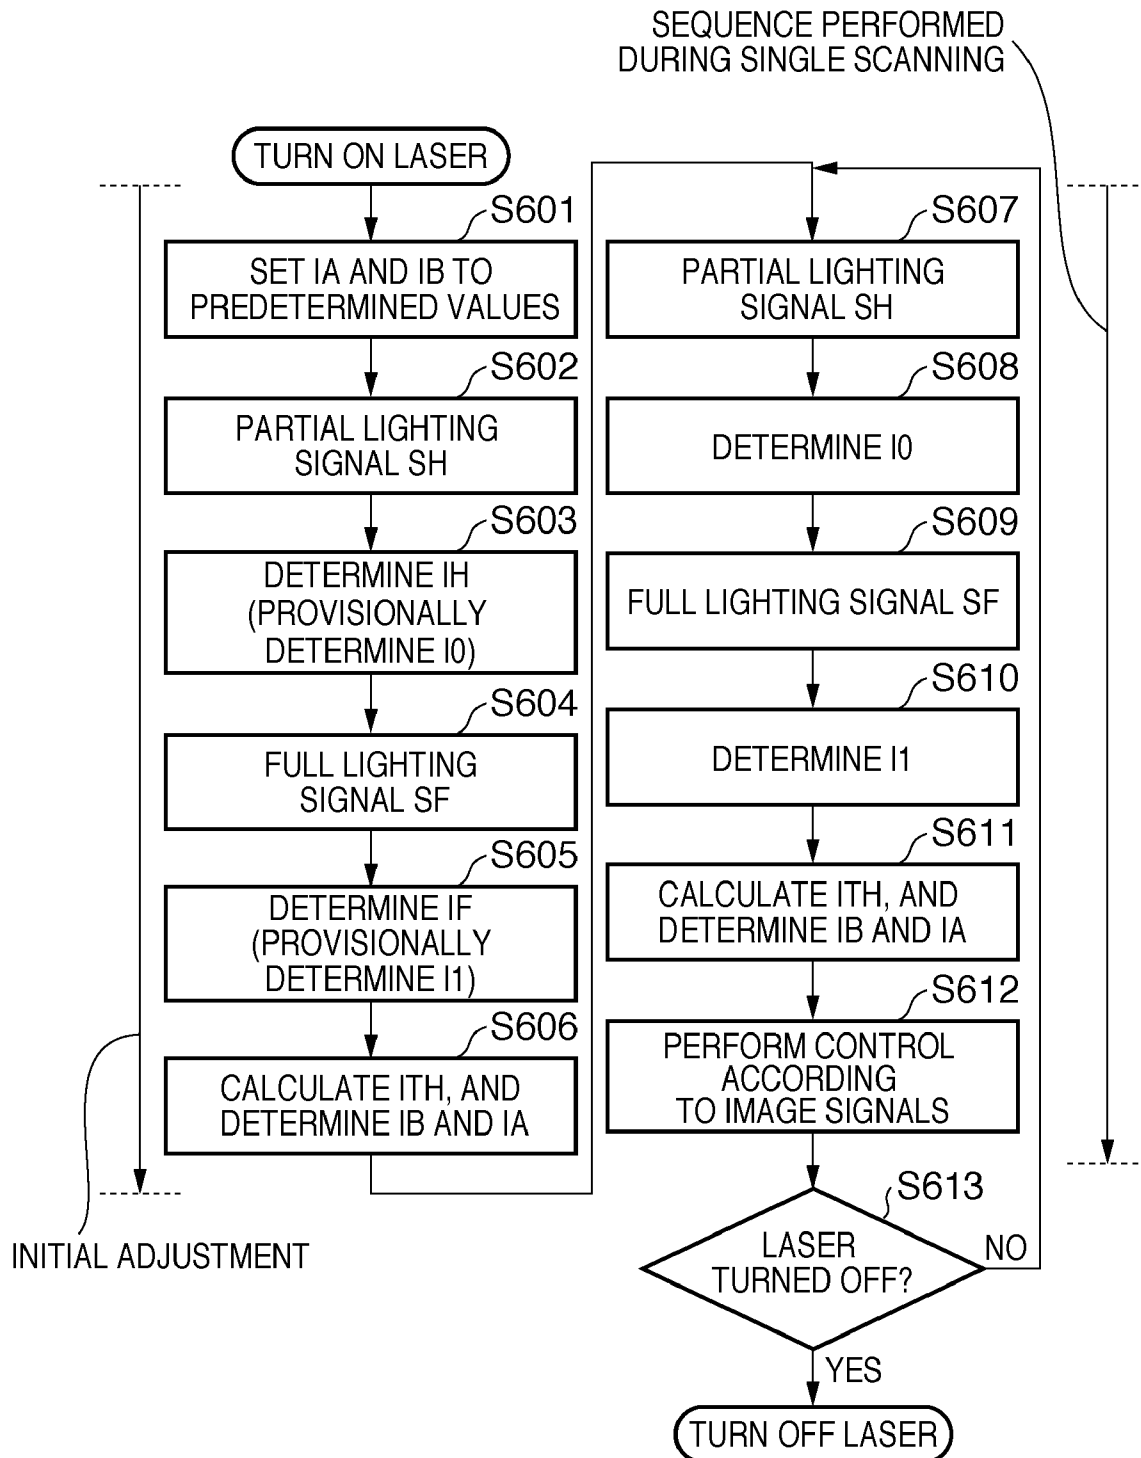 SEQUENCE PERFORMED
DURING SINGLE SCANNING
TURN ON LASER
S601
SET IA AND IB TO
PREDETERMINED VALUES
S602
PARTIAL LIGHTING
SIGNAL SH
S603
DETERMINE IH
(PROVISIONALLY
DETERMINE I0)
S604
FULL LIGHTING
SIGNAL SF
S605
DETERMINE IF
(PROVISIONALLY
DETERMINE I1)
S606
CALCULATE ITH, AND
DETERMINE IB AND IA
INITIAL ADJUSTMENT
S607
PARTIAL LIGHTING
SIGNAL SH
S608
DETERMINE I0
S609
FULL LIGHTING SIGNAL SF
S610
DETERMINE I1
S611
CALCULATE ITH, AND
DETERMINE IB AND IA
S612
PERFORM CONTROL
ACCORDING
TO IMAGE SIGNALS
S613
LASER
TURNED OFF?
NO
YES
TURN OFF LASER